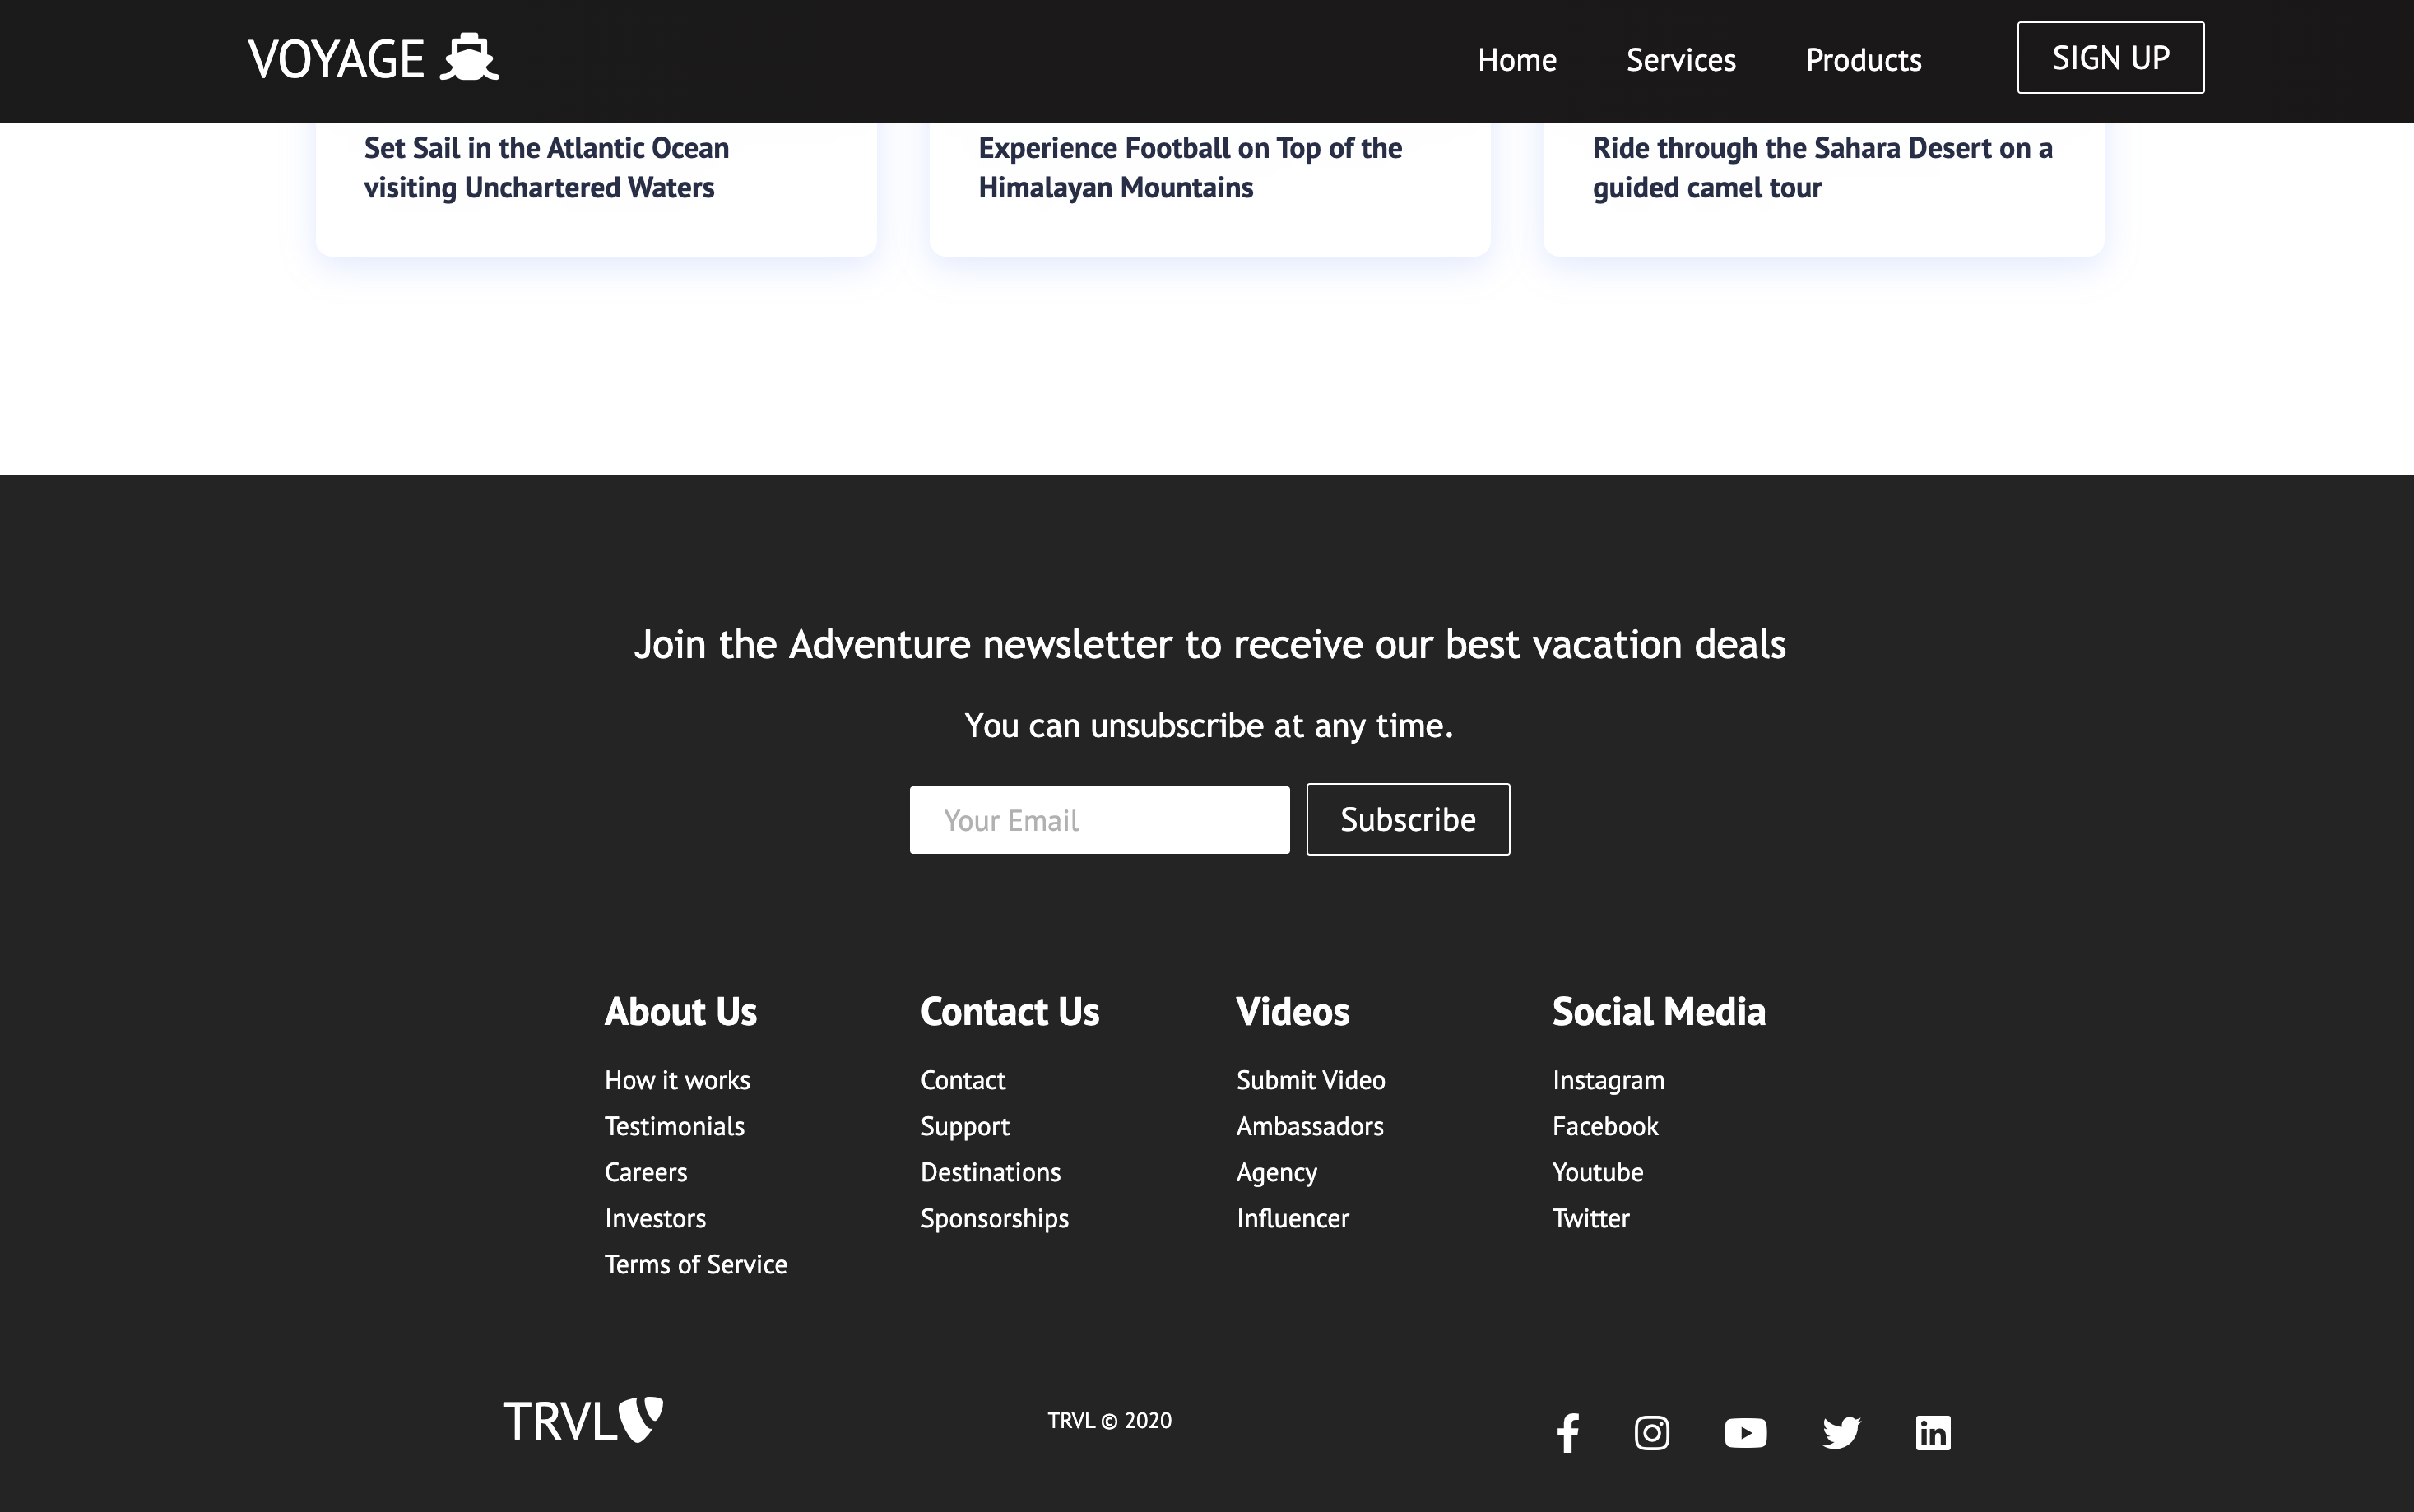 VOYAGE
Home Services Products SIGN UP
Set Sail in the Atlantic Ocean
visiting Unchartered Waters
Experience Football on Top of the
Himalayan Mountains
Ride through the Sahara Desert on a
guided camel tour
Join the Adventure newsletter to receive our best vacation deals
You can unsubscribe at any time.
Your Email
Subscribe
About Us
How it works
Testimonials
Careers
Investors
Terms of Service
Contact Us
Contact
Support
Destinations
Sponsorships
Videos
Submit Video
Ambassadors
Agency
Influencer
Social Media
Instagram
Facebook
Youtube
Twitter
TRVL
TRVL © 2020